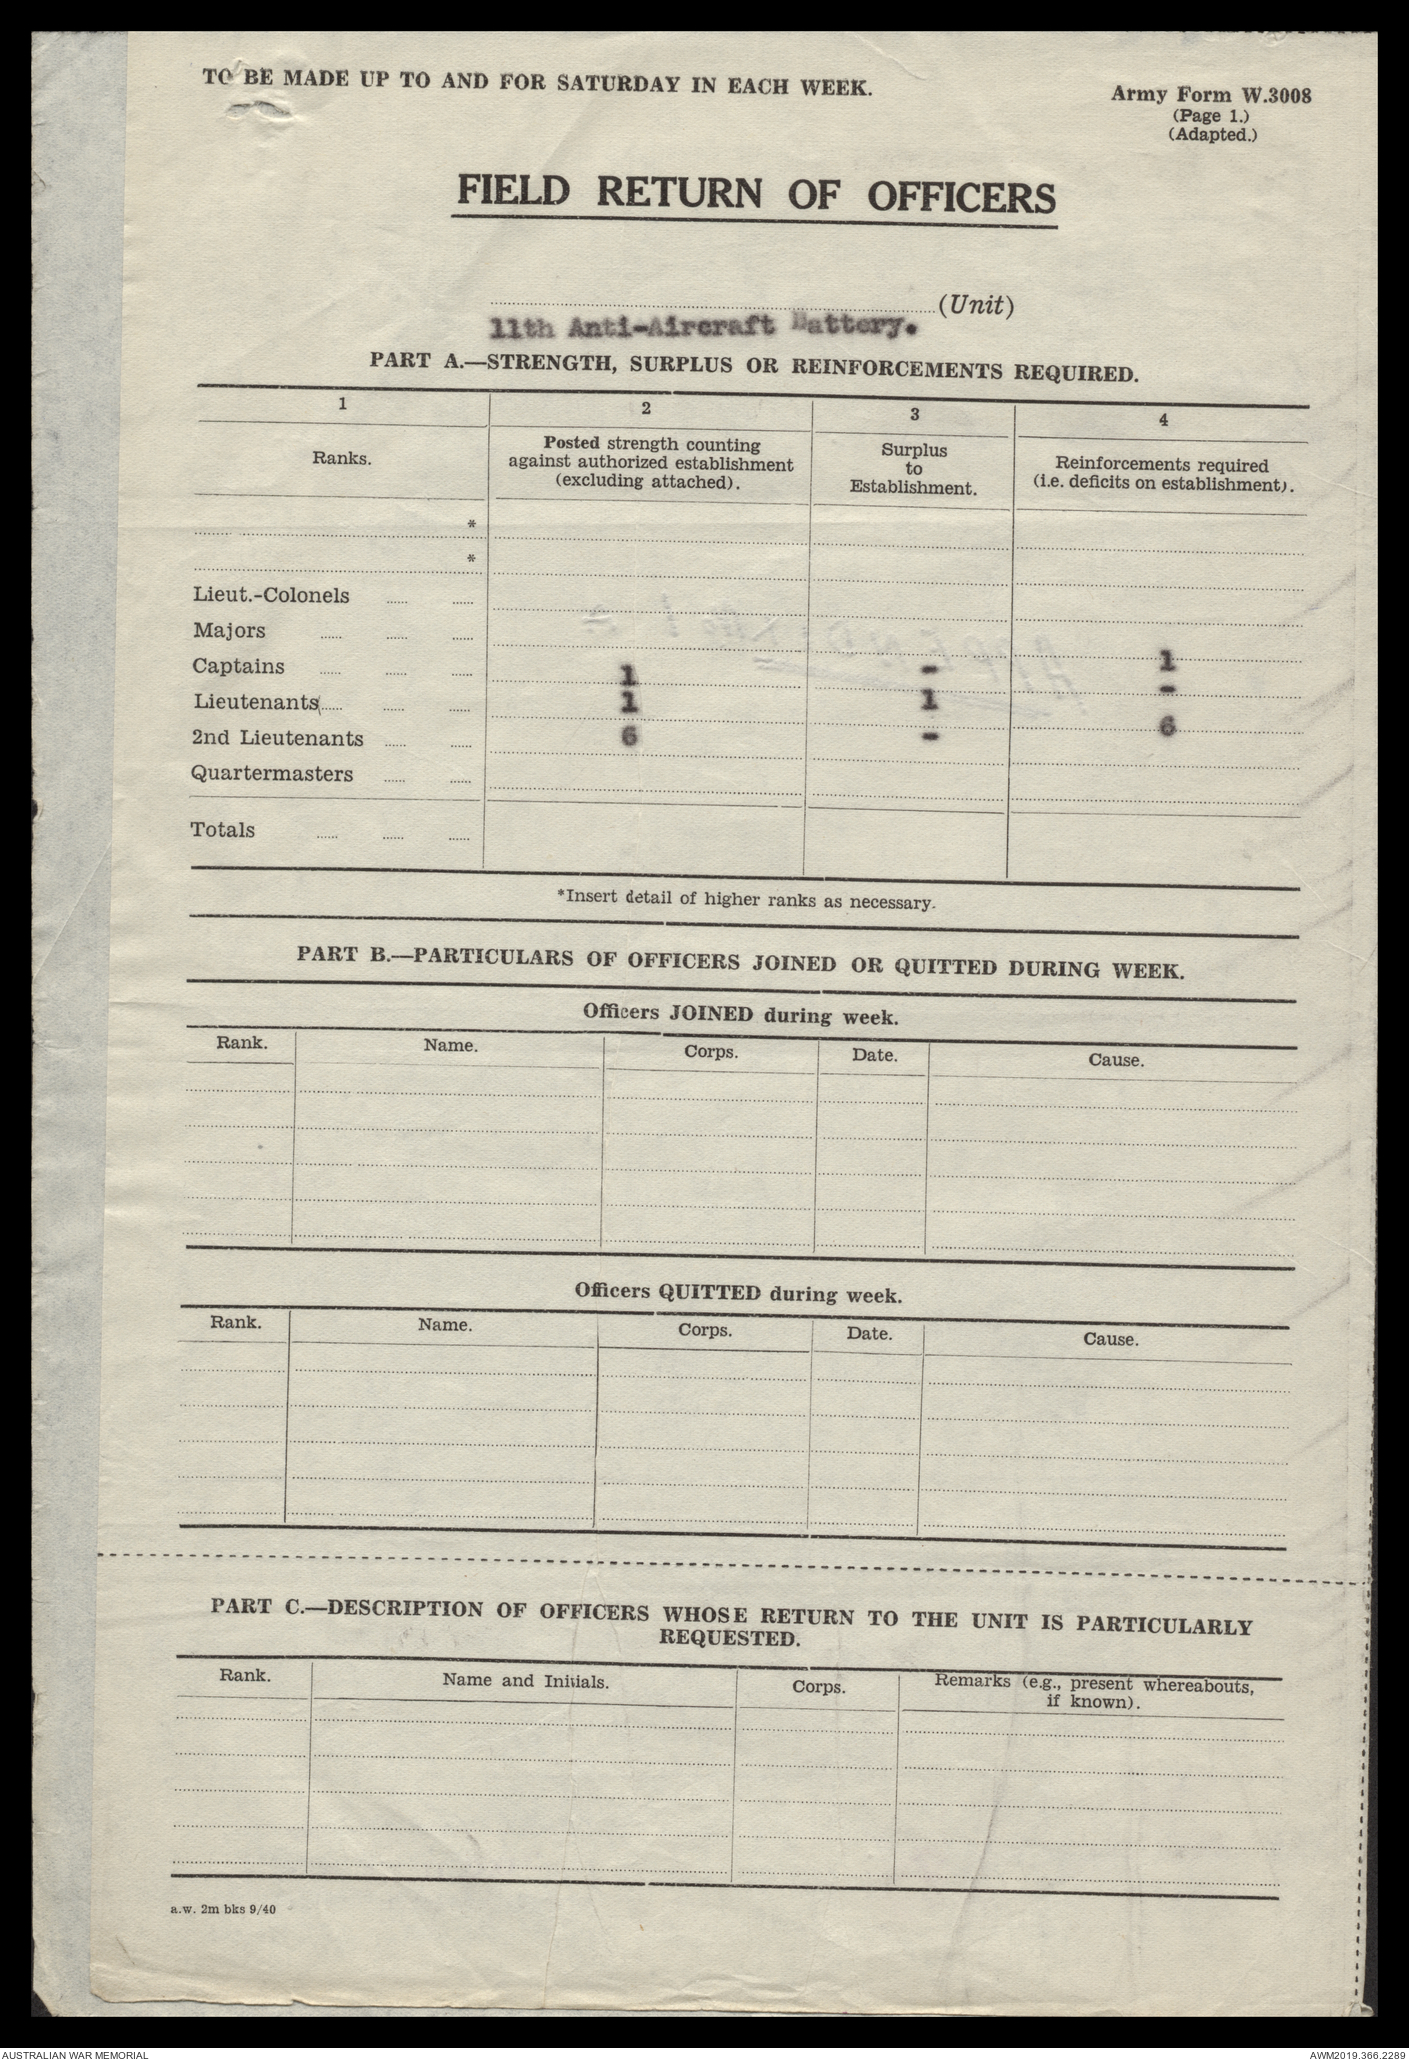 TO BE MADE UP TO AND FOR SATURDAY IN EACH WEEK.
Army Form W.3008
(Page 1.)
(Adapted.)
FIELD RETURN OF OFFICERS
(Unit)
11th Anti-Aircraft Battery.
PART A.—STRENGTH, SURPLUS OR REINFORCEMENTS REQUIRED.
1 2 3 4
Ranks.
Posted strength counting
against authorized establishment
(excluding attached).
Surplus
to
Establishment.
Reinforcements required
(i.e. deficits on establishment).
*
*
Lieut.-Colonels
Majors 1
Captains 1 - -
Lieutenants 1 1
2nd Lieutenants 6 - 6
Quartermasters
Totals
*Insert detail of higher ranks as necessary.
PART B.—PARTICULARS OF OFFICERS JOINED OR QUITTED DURING WEEK.
Officers JOINED during week.
Rank. Name. Corps. Date. Cause.
Officers QUITTED during week.
Rank. Name. Corps. Date. Cause.
PART C.—DESCRIPTION OF OFFICERS WHOSE RETURN TO THE UNIT IS PARTICULARLY
REQUESTED.
Rank. Name and Initials. Corps. Remarks (e.g., present whereabouts,
if known).
a.w. 2m bks 9/40
AUSTRALIAN WAR MEMORIAL AWM2019.366.2289